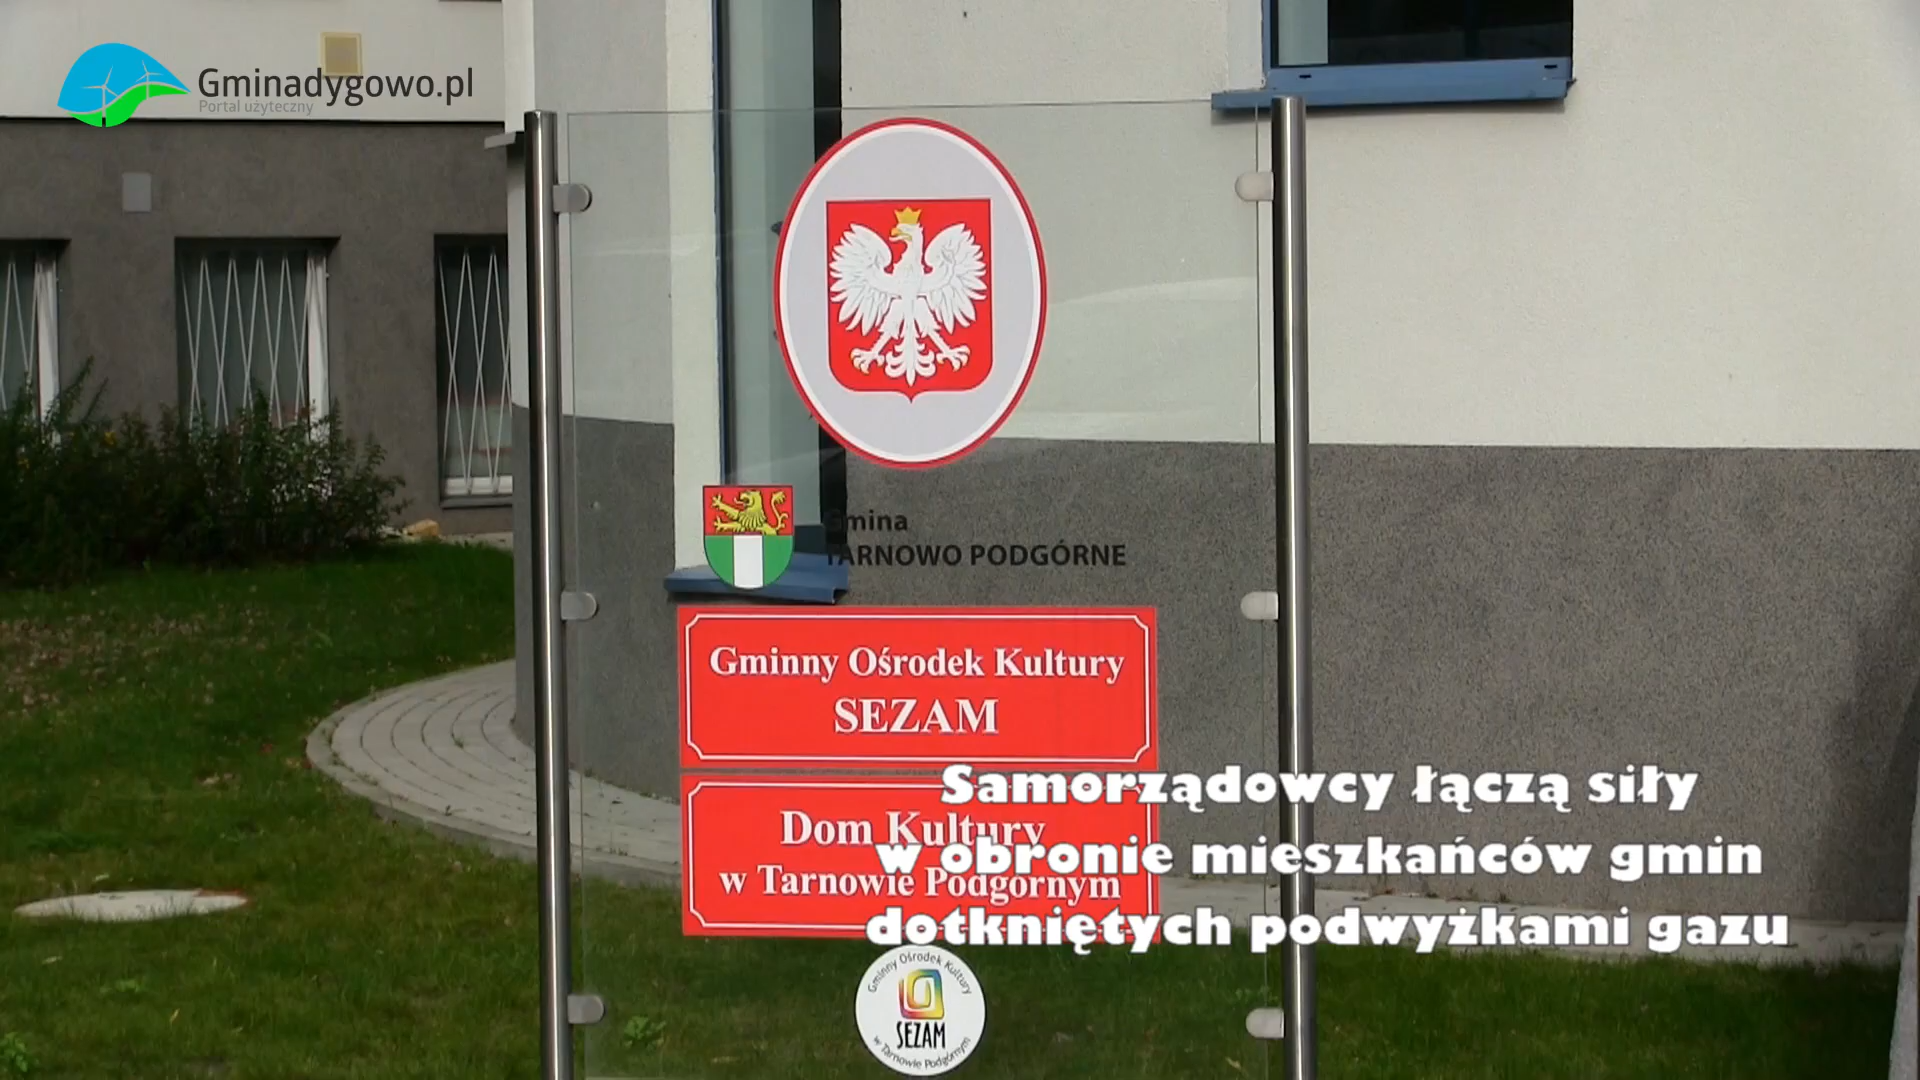 Gminadygowo.pl
Portal użyteczny
Gmina
TARNOWO PODGÓRNE
Gminny Ośrodek Kultury
SEZAM
Dom Kultury
w Tarnowie Podgórnym
Samorządowcy łączą siły
w obronie mieszkańców gmin
dotkniętych podwyżkami gazu
Gminny Ośrodek Kultury
SEZAM
w Tarnowie Podgórnym